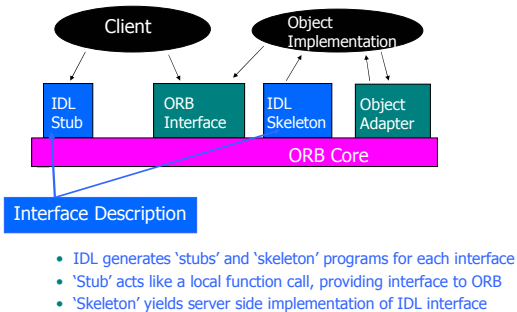 Client
Object
Implementation
IDL
Stub
ORB
Interface
IDL
Skeleton
Object
Adapter
ORB Core
Interface Description
• IDL generates ‘stubs’ and ‘skeleton’ programs for each interface
• ‘Stub’ acts like a local function call, providing interface to ORB
• ‘Skeleton’ yields server side implementation of IDL interface